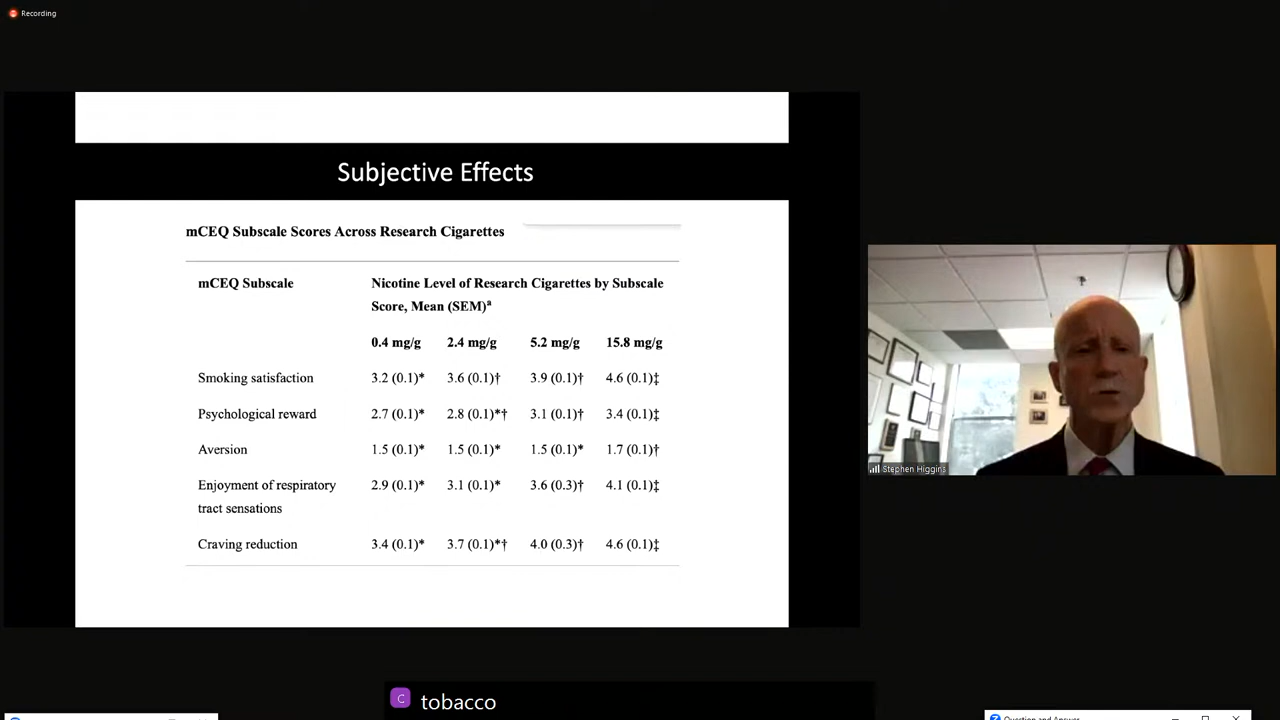 Recording
Subjective Effects
mCEQ Subscale Scores Across Research Cigarettes
mCEQ Subscale Nicotine Level of Research Cigarettes by Subscale
Score, Mean (SEM)ᵃ
0.4 mg/g 2.4 mg/g 5.2 mg/g 15.8 mg/g
Smoking satisfaction 3.2 (0.1)* 3.6 (0.1)† 3.9 (0.1)† 4.6 (0.1)‡
Psychological reward 2.7 (0.1)* 2.8 (0.1)*† 3.1 (0.1)† 3.4 (0.1)‡
Aversion 1.5 (0.1)* 1.5 (0.1)* 1.5 (0.1)* 1.7 (0.1)†
Enjoyment of respiratory 2.9 (0.1)* 3.1 (0.1)* 3.6 (0.3)† 4.1 (0.1)‡
tract sensations
Craving reduction 3.4 (0.1)* 3.7 (0.1)*† 4.0 (0.3)† 4.6 (0.1)‡
Stephen Higgins
C tobacco
Question and Answer